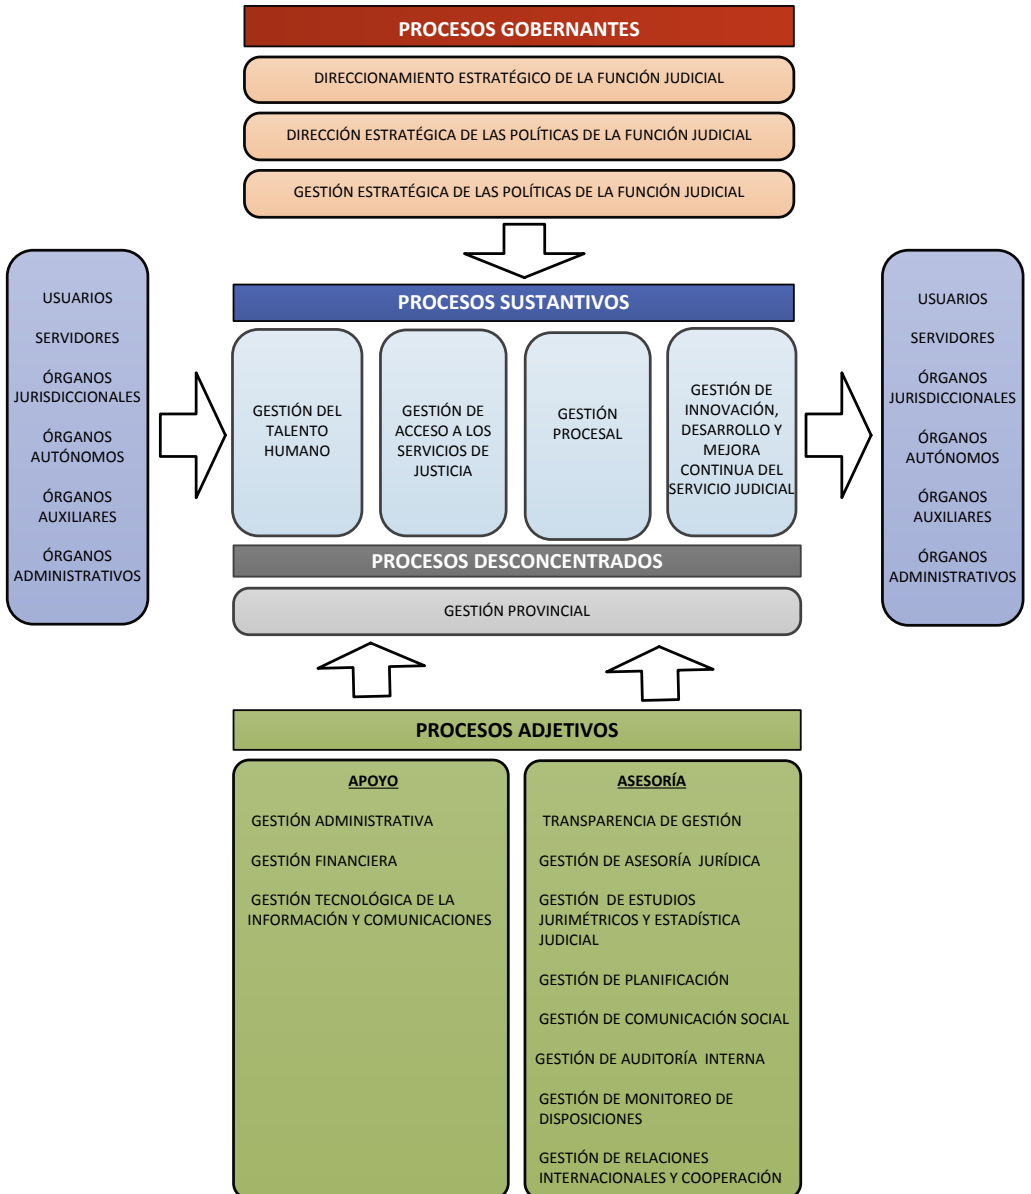 PROCESOS GOBERNANTES
DIRECCIONAMIENTO ESTRATÉGICO DE LA FUNCIÓN JUDICIAL
DIRECCIÓN ESTRATÉGICA DE LAS POLÍTICAS DE LA FUNCIÓN JUDICIAL
GESTIÓN ESTRATÉGICA DE LAS POLÍTICAS DE LA FUNCIÓN JUDICIAL
USUARIOS
SERVIDORES
ÓRGANOS
JURISDICCIONALES
ÓRGANOS
AUTÓNOMOS
ÓRGANOS
AUXILIARES
ÓRGANOS
ADMINISTRATIVOS
PROCESOS SUSTANTIVOS
GESTIÓN DEL
TALENTO
HUMANO
GESTIÓN DE
ACCESO A LOS
SERVICIOS DE
JUSTICIA
GESTIÓN
PROCESAL
GESTIÓN DE
INNOVACIÓN,
DESARROLLO Y
MEJORA
CONTINUA DEL
SERVICIO JUDICIAL
USUARIOS
SERVIDORES
ÓRGANOS
JURISDICCIONALES
ÓRGANOS
AUTÓNOMOS
ÓRGANOS
AUXILIARES
ÓRGANOS
ADMINISTRATIVOS
PROCESOS DESCONCENTRADOS
GESTIÓN PROVINCIAL
PROCESOS ADJETIVOS
APOYO
GESTIÓN ADMINISTRATIVA
GESTIÓN FINANCIERA
GESTIÓN TECNOLÓGICA DE LA
INFORMACIÓN Y COMUNICACIONES
ASESORÍA
TRANSPARENCIA DE GESTIÓN
GESTIÓN DE ASESORÍA JURÍDICA
GESTIÓN DE ESTUDIOS
JURIMÉTRICOS Y ESTADÍSTICA
JUDICIAL
GESTIÓN DE PLANIFICACIÓN
GESTIÓN DE COMUNICACIÓN SOCIAL
GESTIÓN DE AUDITORÍA INTERNA
GESTIÓN DE MONITOREO DE
DISPOSICIONES
GESTIÓN DE RELACIONES
INTERNACIONALES Y COOPERACIÓN